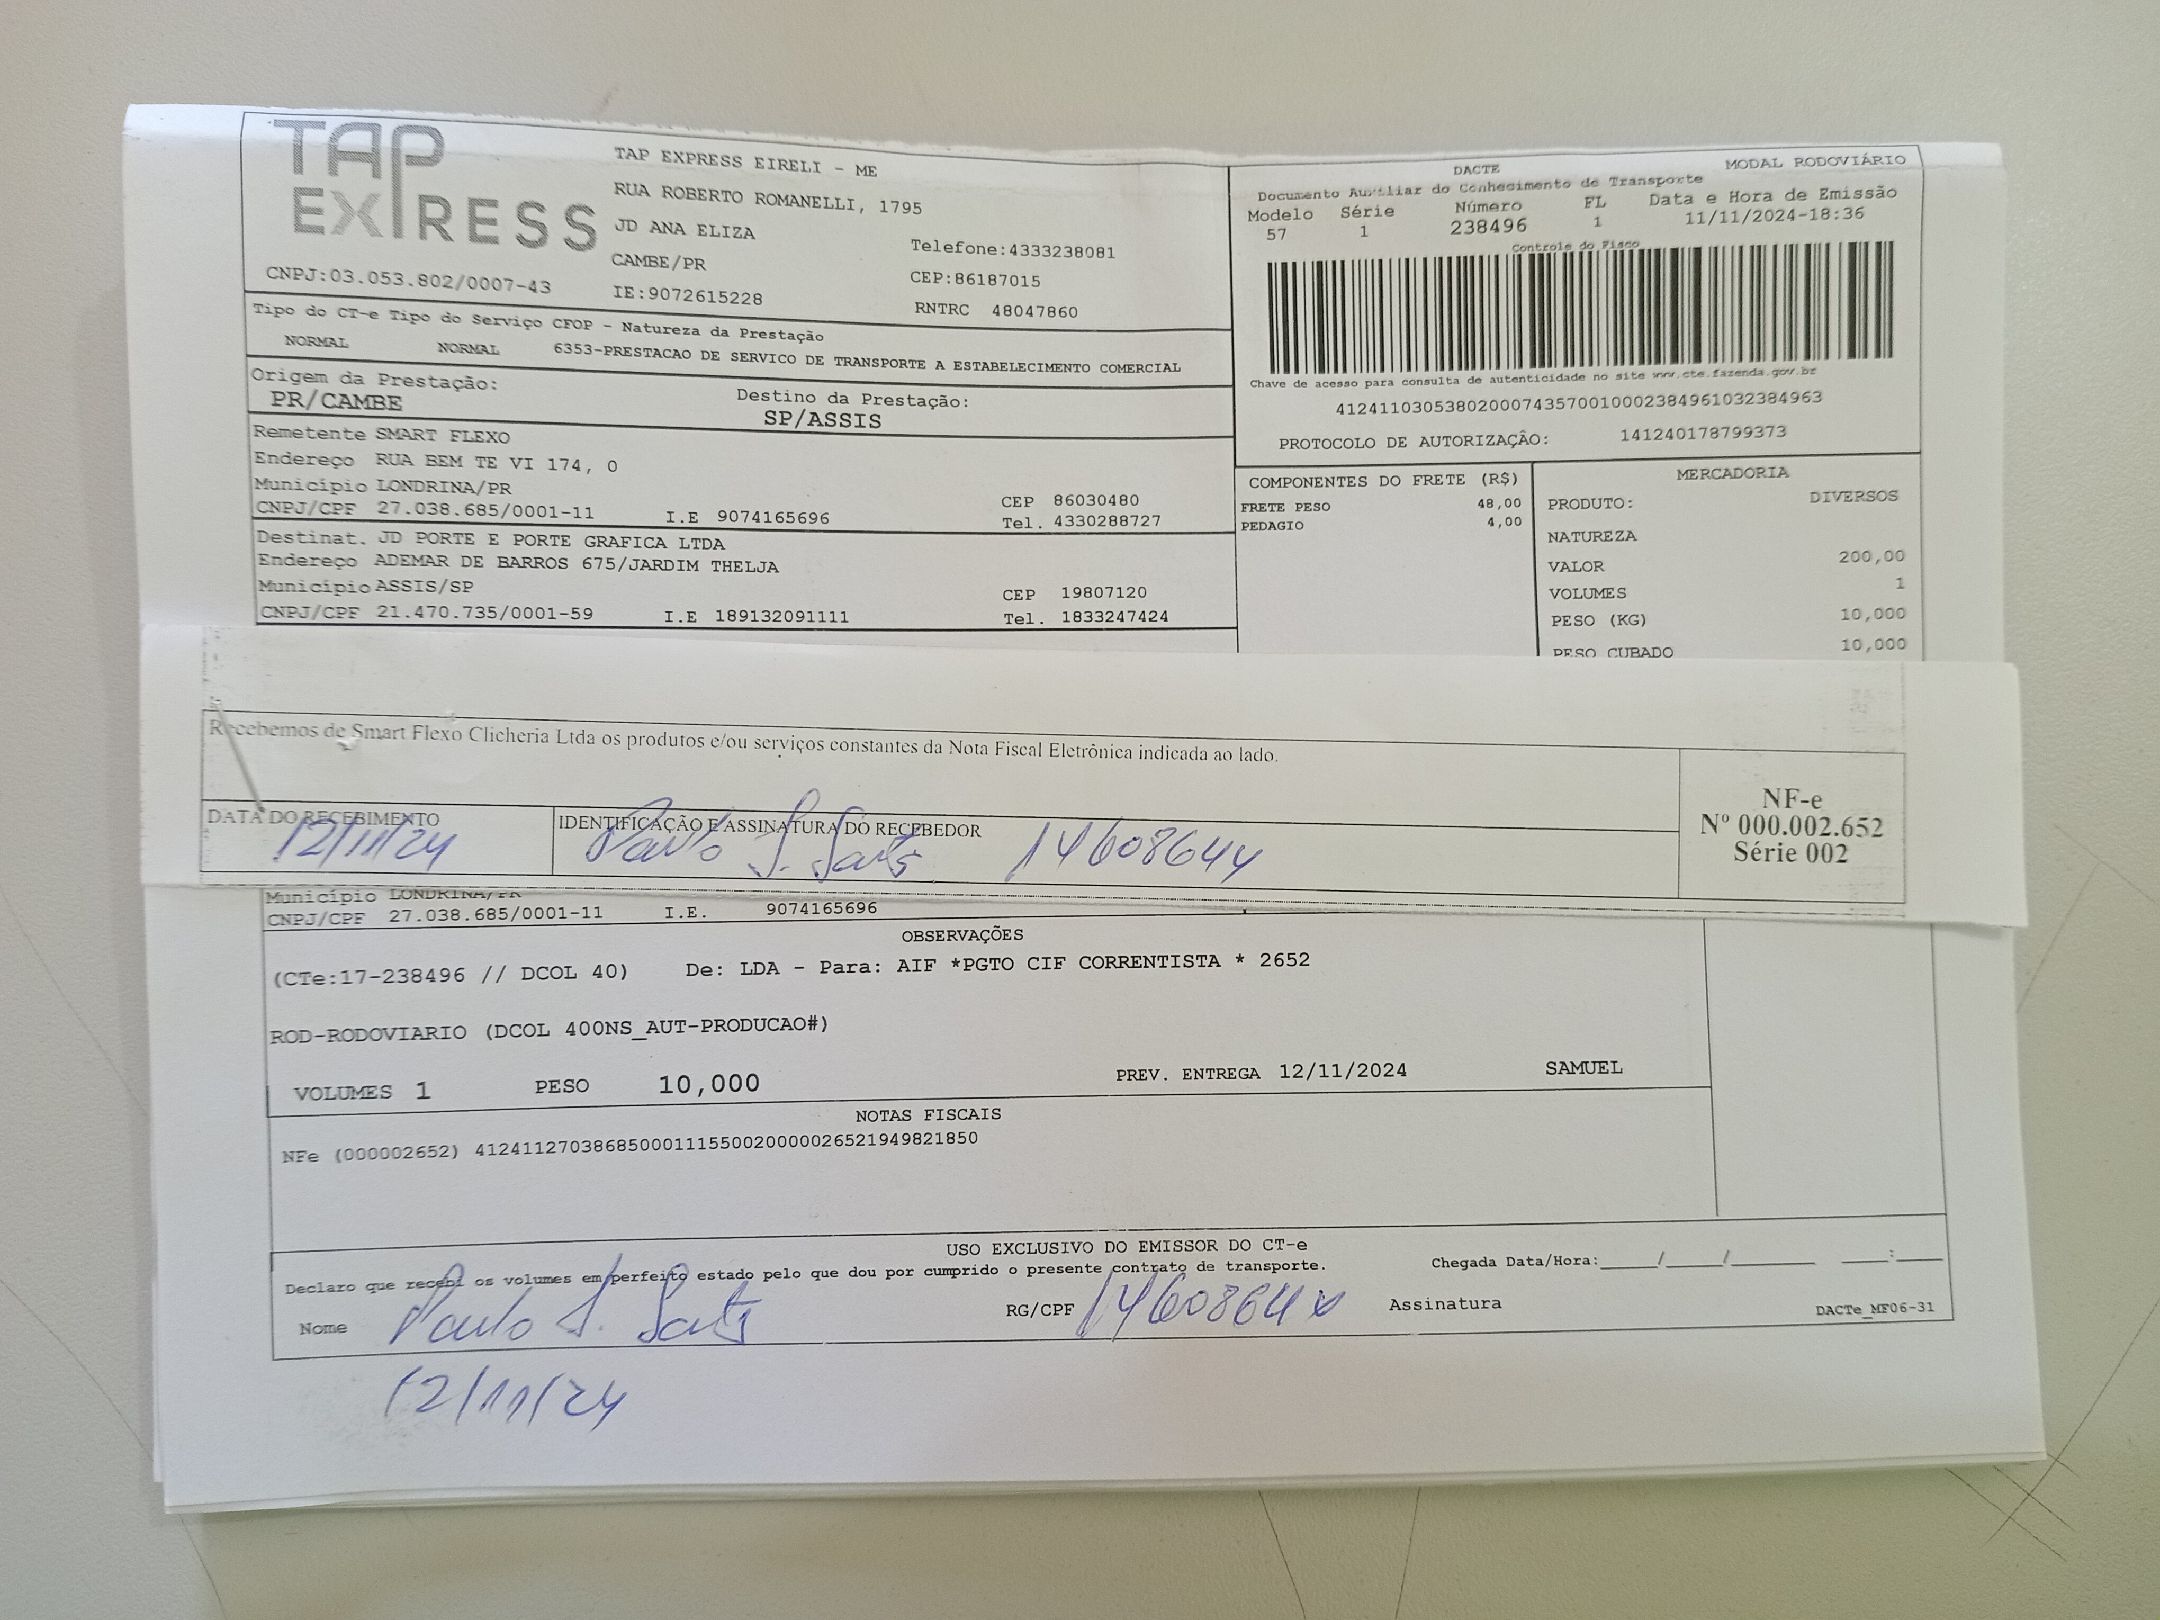 TAP EXPRESS
TAP EXPRESS EIRELI - ME
RUA ROBERTO ROMANELLI, 1795
JD ANA ELIZA
CAMBE/PR
IE:9072615228
Telefone:4333238081
CEP:86187015
RNTRC 48047860
CNPJ:03.053.802/0007-43
DACTE MODAL RODOVIÁRIO
Documento Auxiliar do Conhecimento de Transporte
Modelo Série Número FL Data e Hora de Emissão
57 1 238496 1 11/11/2024-18:36
Controle do Fisco
Chave de acesso para consulta de autenticidade no site www.cte.fazenda.gov.br
41241103053802000743570010002384961032384963
PROTOCOLO DE AUTORIZAÇÃO: 141240178799373
Tipo do CT-e Tipo do Serviço CFOP - Natureza da Prestação
NORMAL NORMAL 6353-PRESTACAO DE SERVICO DE TRANSPORTE A ESTABELECIMENTO COMERCIAL
Origem da Prestação: Destino da Prestação:
PR/CAMBE SP/ASSIS
Remetente SMART FLEXO
Endereço RUA BEM TE VI 174, 0
Município LONDRINA/PR CEP 86030480
CNPJ/CPF 27.038.685/0001-11 I.E 9074165696 Tel. 4330288727
Destinat. JD PORTE E PORTE GRAFICA LTDA
Endereço ADEMAR DE BARROS 675/JARDIM THELJA
Município ASSIS/SP CEP 19807120
CNPJ/CPF 21.470.735/0001-59 I.E 189132091111 Tel. 1833247424
COMPONENTES DO FRETE (R$)
FRETE PESO 48,00
PEDAGIO 4,00
MERCADORIA
PRODUTO: DIVERSOS
NATUREZA
VALOR 200,00
VOLUMES 1
PESO (KG) 10,000
PESO CUBADO 10,000
Recebemos de Smart Flexo Clicheria Ltda os produtos e/ou serviços constantes da Nota Fiscal Eletrônica indicada ao lado.
DATA DO RECEBIMENTO
12/11/24
IDENTIFICAÇÃO E ASSINATURA DO RECEBEDOR
Paulo S. Santos 14608644
NF-e
Nº 000.002.652
Série 002
Município LONDRINA/PR
CNPJ/CPF 27.038.685/0001-11 I.E. 9074165696
OBSERVAÇÕES
(CTe:17-238496 // DCOL 40) De: LDA - Para: AIF *PGTO CIF CORRENTISTA * 2652
ROD-RODOVIARIO (DCOL 400NS_AUT-PRODUCAO#)
VOLUMES 1 PESO 10,000 PREV. ENTREGA 12/11/2024 SAMUEL
NOTAS FISCAIS
NFe (000002652) 41241127038685000111550020000026521949821850
USO EXCLUSIVO DO EMISSOR DO CT-e
Declaro que recebi os volumes em perfeito estado pelo que dou por cumprido o presente contrato de transporte.
Chegada Data/Hora:_____/_____/________ ____:____
Nome Paulo S. Santos RG/CPF Assinatura DACTe_MF06-31
12/11/24